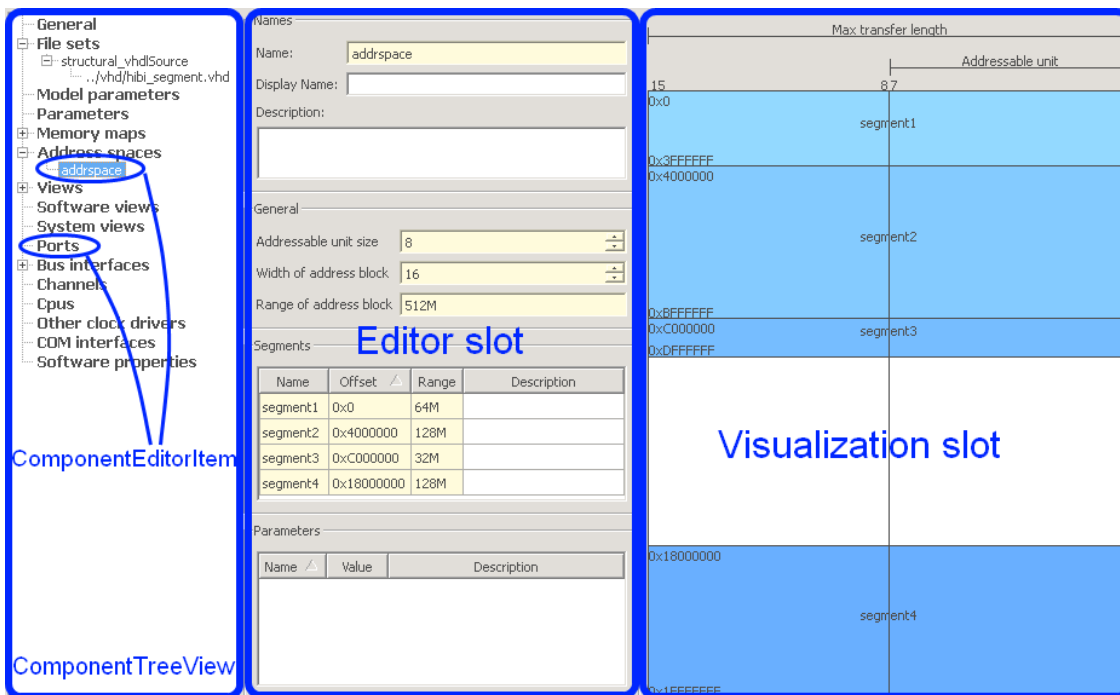 General
File sets
structural_vhdlSource
../vhd/hibi_segment.vhd
Model parameters
Parameters
Memory maps
Address spaces
addrspace
Views
Software views
System views
Ports
Bus interfaces
Channels
Cpus
Other clock drivers
COM interfaces
Software properties
ComponentEditorItem
ComponentTreeView
Names
Name: addrspace
Display Name:
Description:
General
Addressable unit size 8
Width of address block 16
Range of address block 512M
Editor slot
Segments
Name Offset Range Description
segment1 0x0 64M
segment2 0x4000000 128M
segment3 0xC000000 32M
segment4 0x18000000 128M
Parameters
Name Value Description
Max transfer length
Addressable unit
15 8 7
0x0
segment1
0x3FFFFFF
0x4000000
segment2
0xBFFFFFF
0xC000000
segment3
0xDFFFFFF
Visualization slot
0x18000000
segment4
0x1FFFFFFF